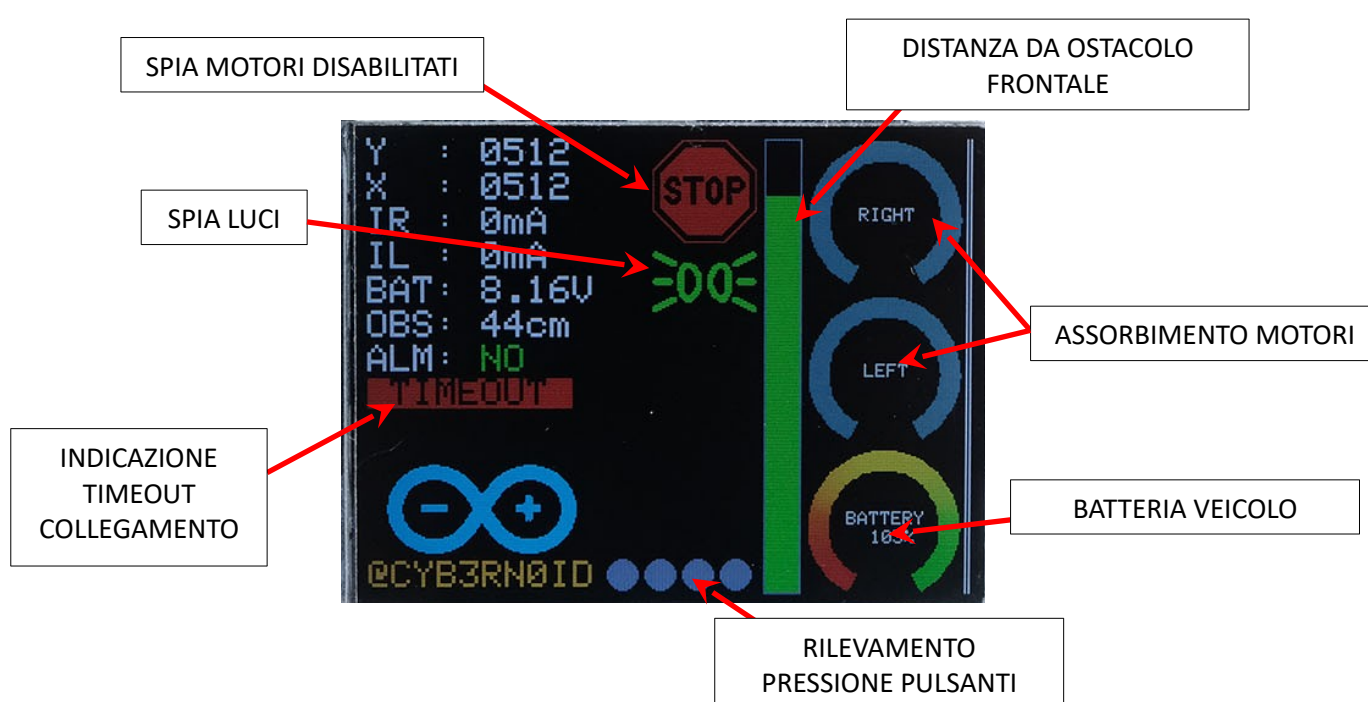 SPIA MOTORI DISABILITATI
DISTANZA DA OSTACOLO
FRONTALE
SPIA LUCI
Y : 0512
X : 0512
IR : 0mA
IL : 0mA
BAT: 8.16V
OBS: 44cm
ALM: NO
TIMEOUT
STOP
RIGHT
LEFT
ASSORBIMENTO MOTORI
INDICAZIONE
TIMEOUT
COLLEGAMENTO
BATTERY
BATTERIA VEICOLO
- +
@CYB3RN0ID
RILEVAMENTO
PRESSIONE PULSANTI